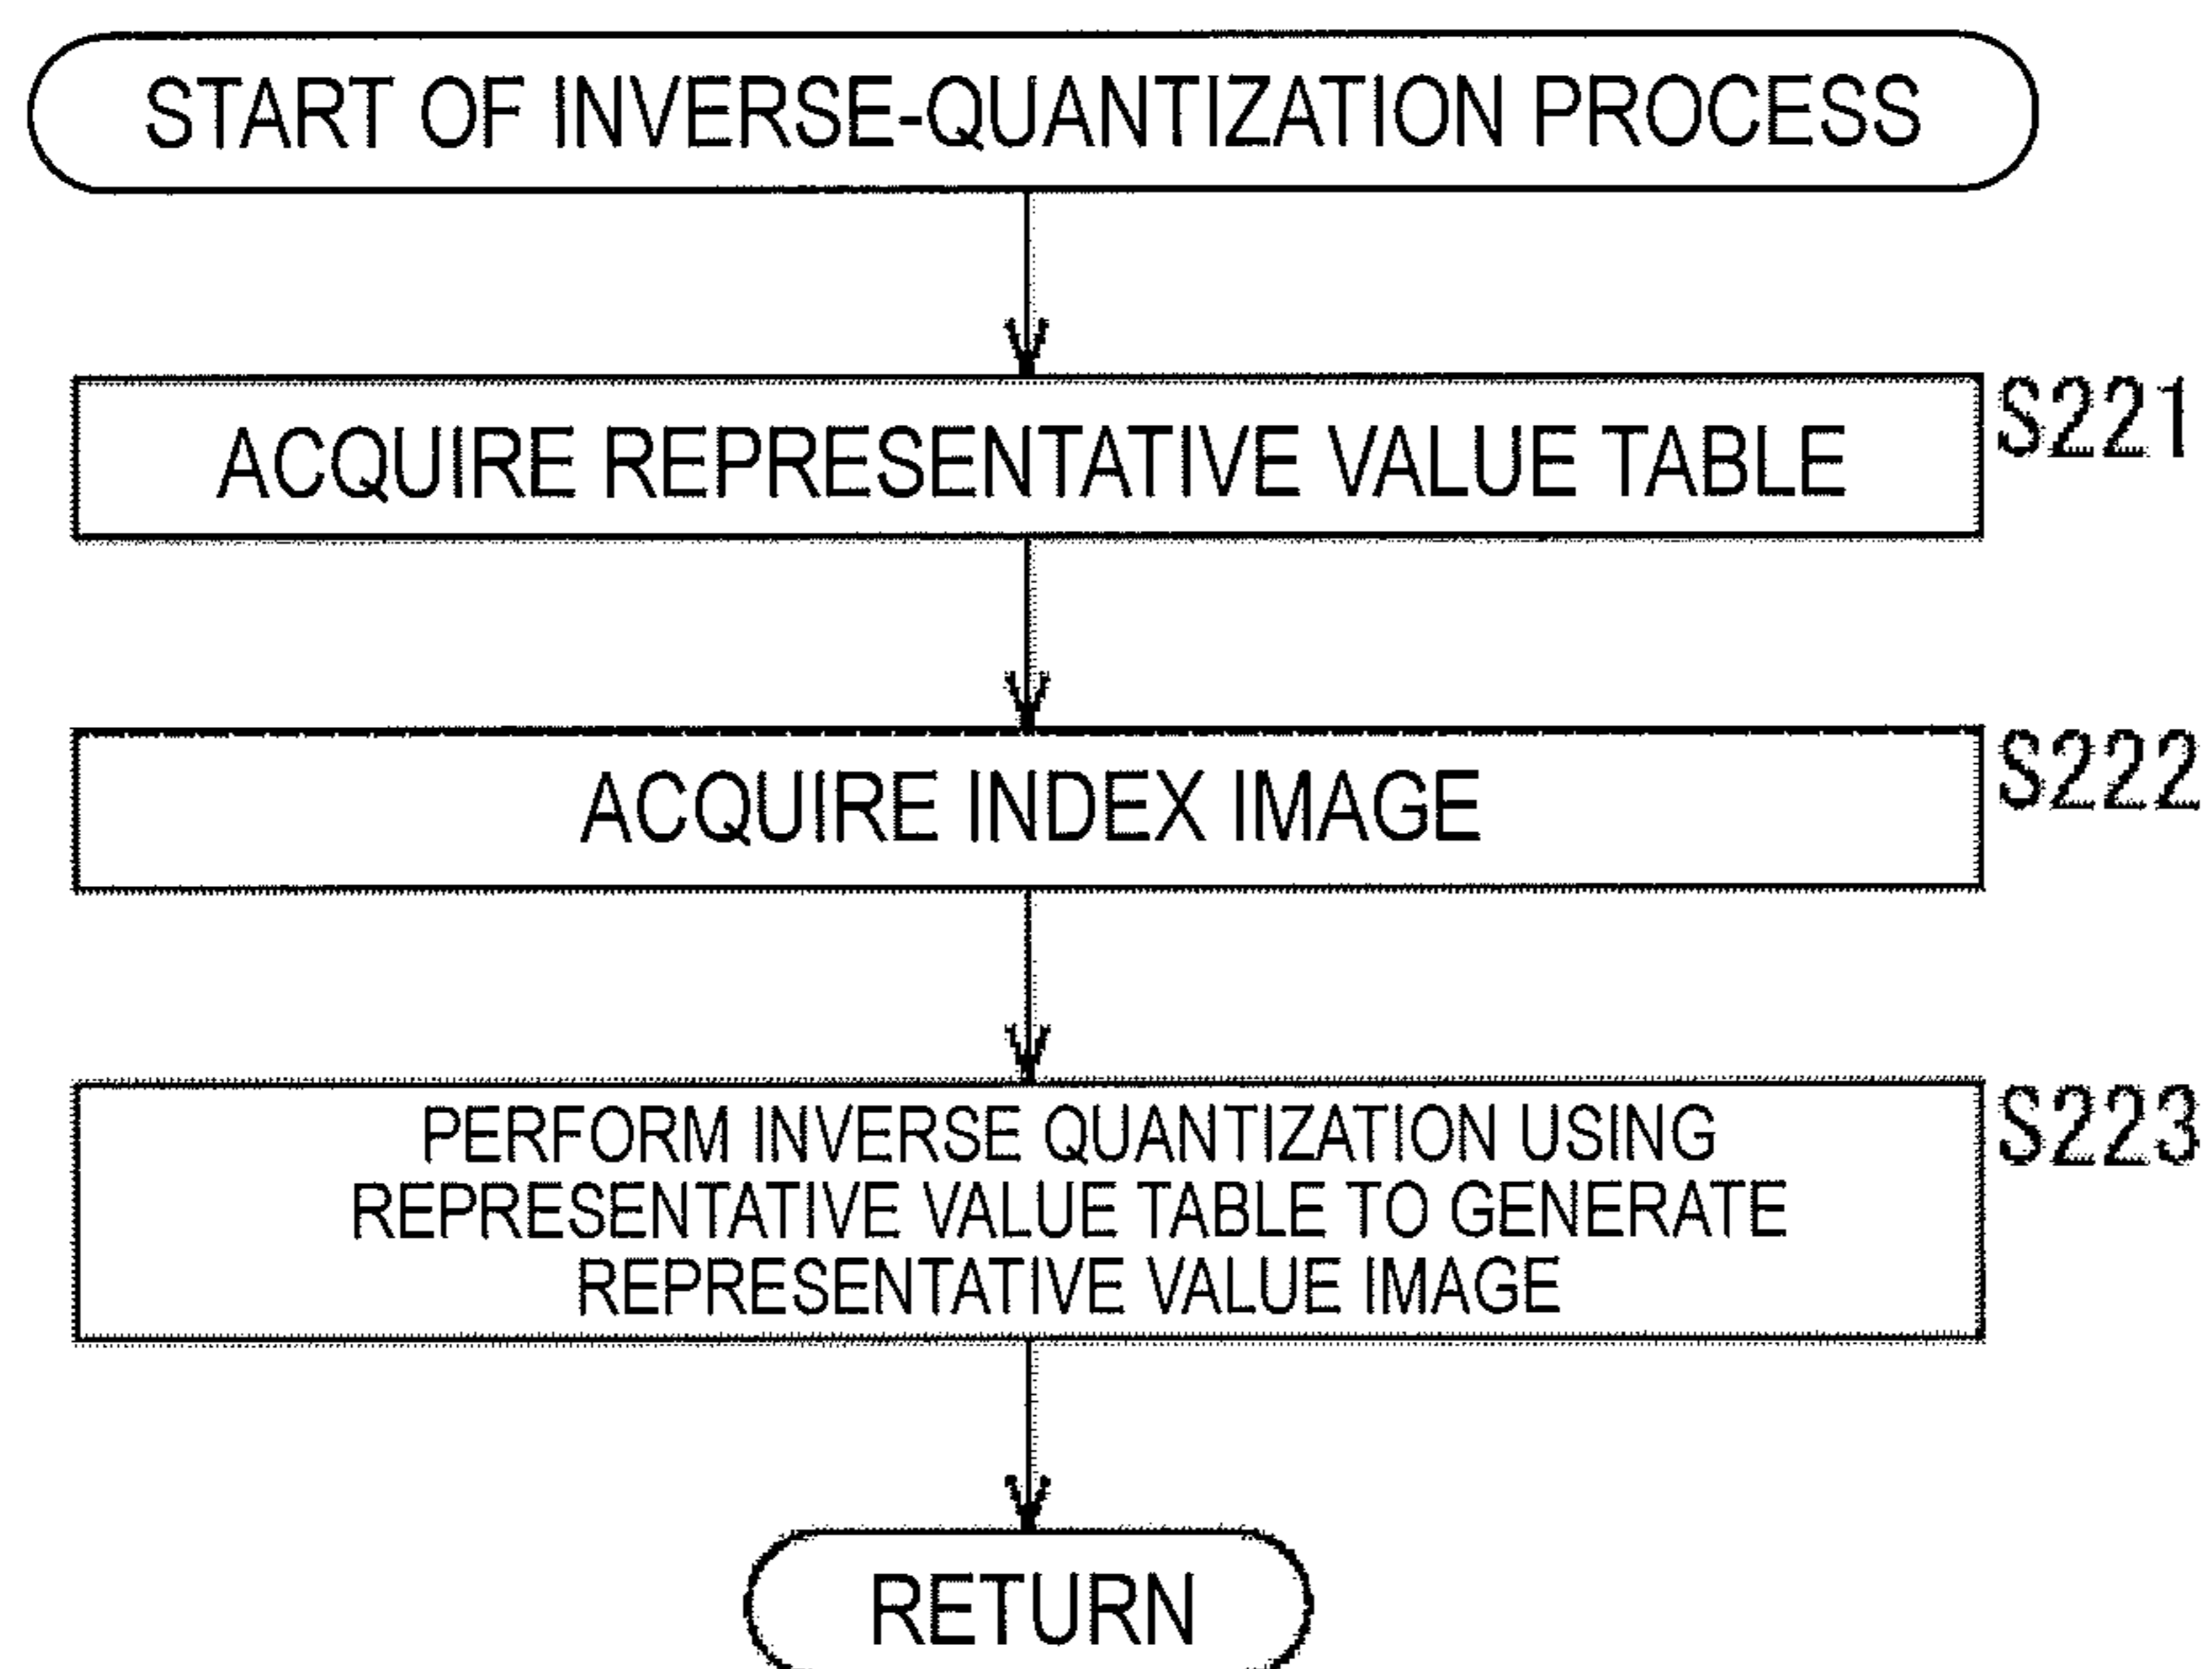 START OF INVERSE-QUANTIZATION PROCESS
ACQUIRE REPRESENTATIVE VALUE TABLE
S221
ACQUIRE INDEX IMAGE
S222
PERFORM INVERSE QUANTIZATION USING
REPRESENTATIVE VALUE TABLE TO GENERATE
REPRESENTATIVE VALUE IMAGE
S223
RETURN